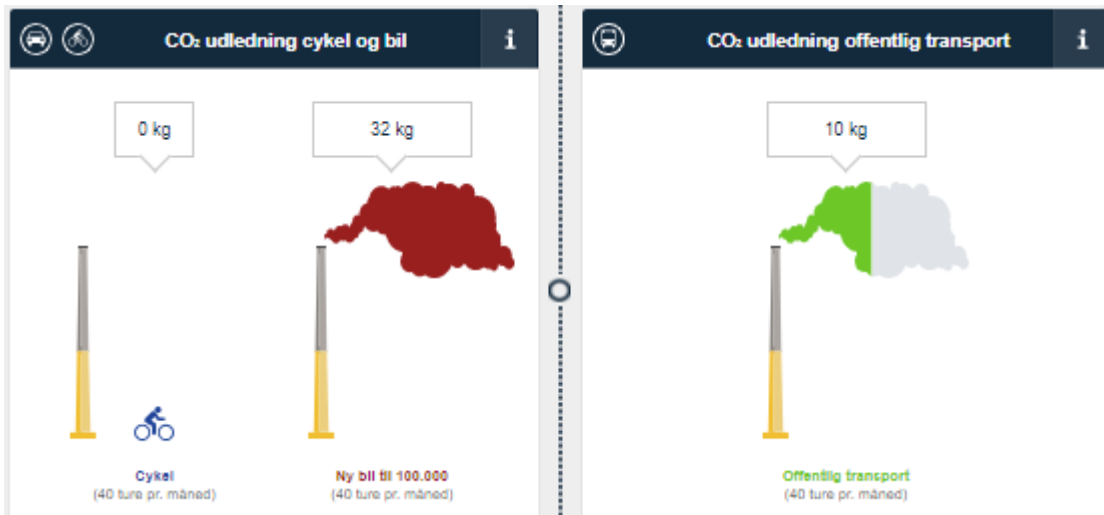 CO₂ udledning cykel og bil
i
0 kg
32 kg
Cykel
(40 ture pr. måned)
Ny bil til 100.000
(40 ture pr. måned)
CO₂ udledning offentlig transport
i
10 kg
Offentlig transport
(40 ture pr. måned)